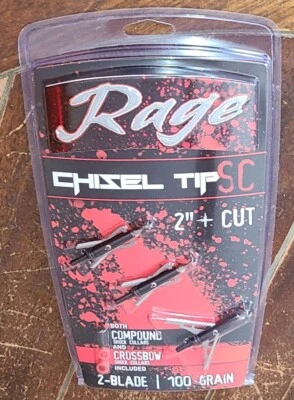 Rage
CHISEL TIP SC
2" + CUT
BOTH
COMPOUND
SHOCK COLLARS
AND
CROSSBOW
SHOCK COLLARS
INCLUDED
2-BLADE | 100-GRAIN